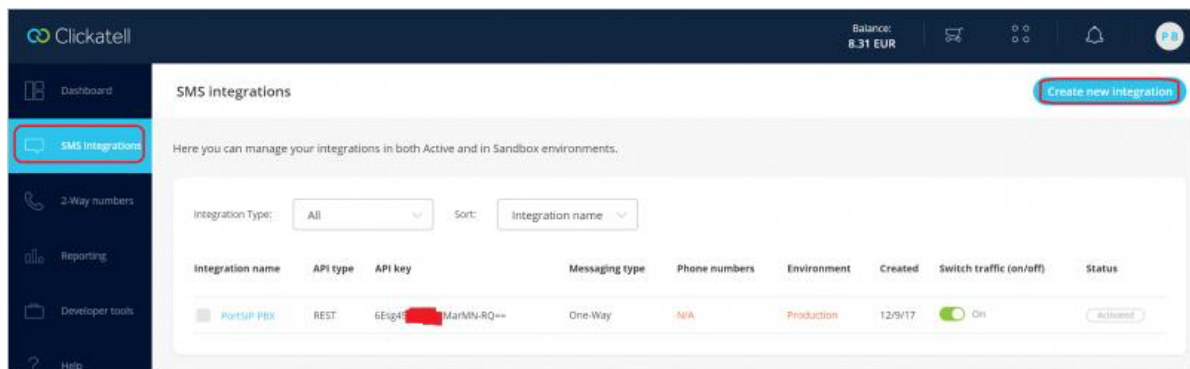 Clickatell
Balance:
8.31 EUR
PB
Dashboard
SMS integrations
Create new integration
SMS Integrations
Here you can manage your integrations in both Active and in Sandbox environments.
2-Way numbers
Integration Type: All Sort: Integration name
Reporting
Integration name API type API key Messaging type Phone numbers Environment Created Switch traffic (on/off) Status
Developer tools
PortSIP PBX REST 6Esg45 MarMN-RQ== One-Way N/A Production 12/9/17 On Activated
? Help